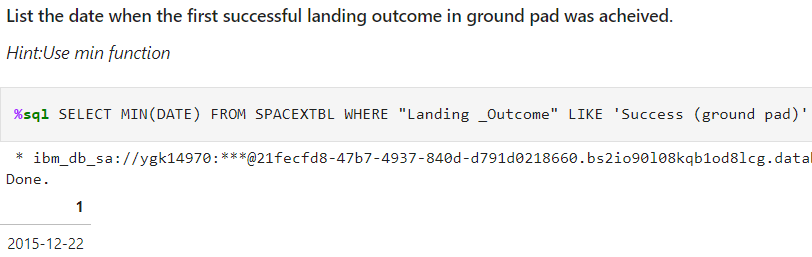 List the date when the first successful landing outcome in ground pad was acheived.
Hint:Use min function
%sql SELECT MIN(DATE) FROM SPACEXTBL WHERE "Landing _Outcome" LIKE 'Success (ground pad)'
* ibm_db_sa://ygk14970:***@21fecfd8-47b7-4937-840d-d791d0218660.bs2io90l08kqb1od8lcg.datal
Done.
1
2015-12-22